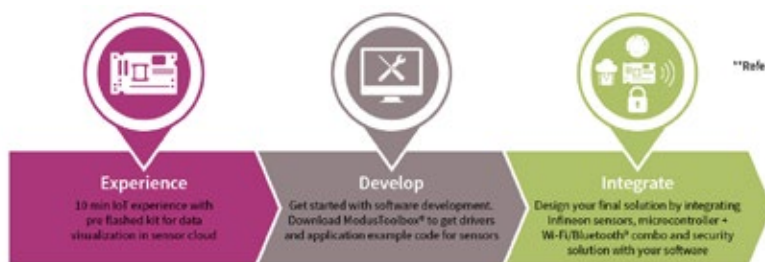 **Refe
Experience
10 min IoT experience with
pre flashed kit for data
visualization in sensor cloud
Develop
Get started with software development.
Download ModusToolbox® to get drivers
and application example code for sensors
Integrate
Design your final solution by integrating
Infineon sensors, microcontroller +
Wi-Fi/Bluetooth® combo and security
solution with your software